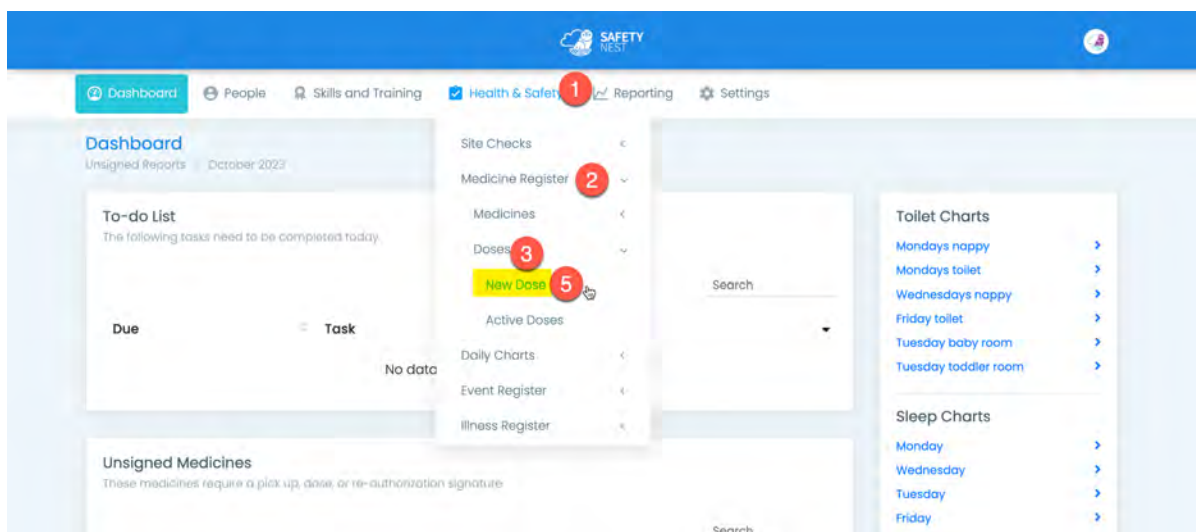 SAFETY
NEST
Dashboard People Skills and Training Health & Safety 1 Reporting Settings
Dashboard
Unsigned Reports October 2023
Site Checks
Medicine Register 2
Medicines
Doses 3
New Dose 5
Active Doses
Daily Charts
Event Register
Illness Register
To-do List
The following tasks need to be completed today.
Search
Due Task
No data
Unsigned Medicines
These medicines require a pick up, dose, or re-authorization signature
Search
Toilet Charts
Mondays nappy
Mondays toilet
Wednesdays nappy
Friday toilet
Tuesday baby room
Tuesday toddler room
Sleep Charts
Monday
Wednesday
Tuesday
Friday